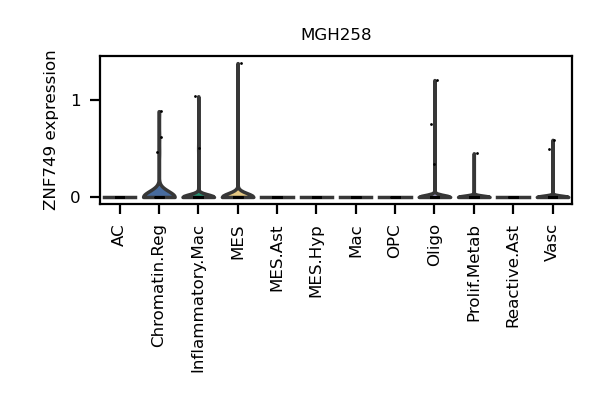 MGH258
ZNF749 expression
1
0
AC
Chromatin.Reg
Inflammatory.Mac
MES
MES.Ast
MES.Hyp
Mac
OPC
Oligo
Prolif.Metab
Reactive.Ast
Vasc